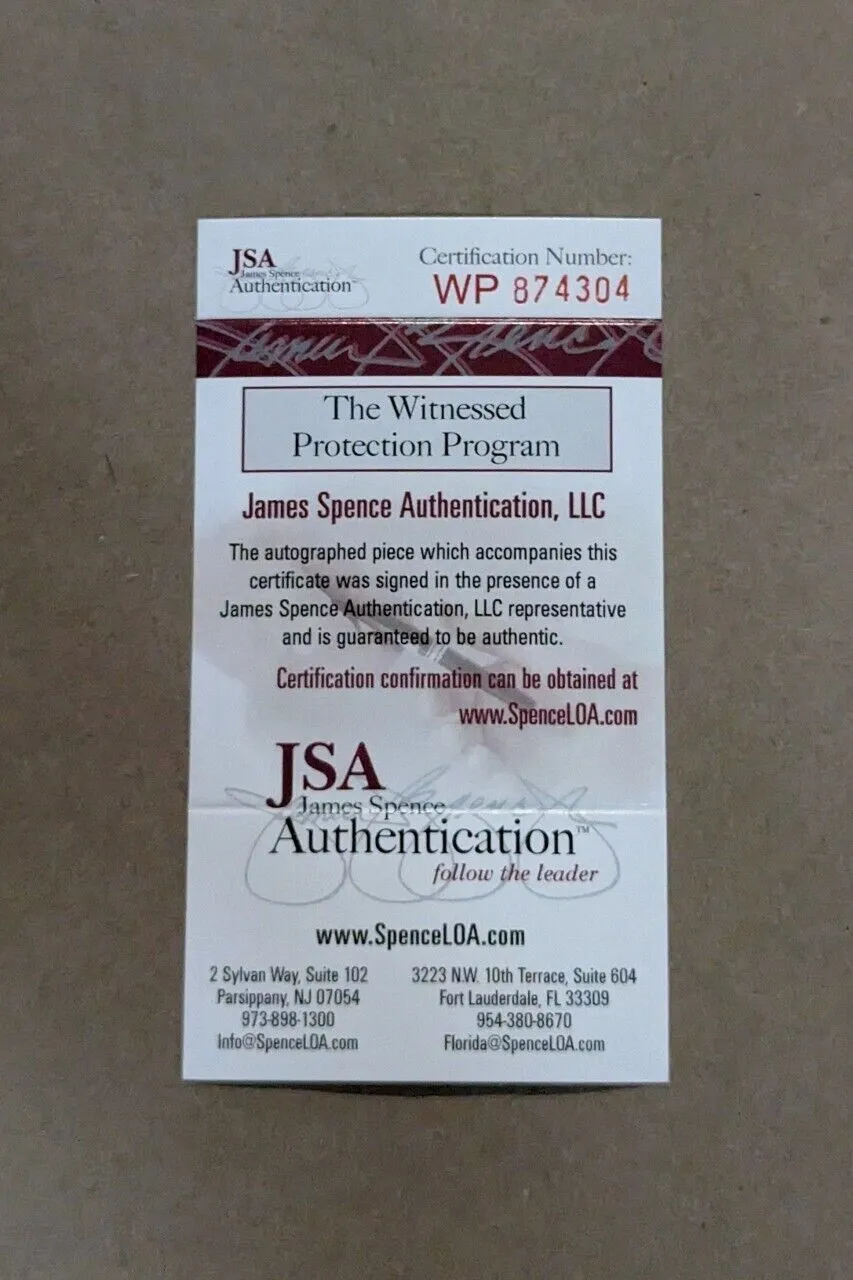 JSA
James Spence
Authentication™
Certification Number:
WP 874304
James Spence
The Witnessed
Protection Program
James Spence Authentication, LLC
The autographed piece which accompanies this
certificate was signed in the presence of a
James Spence Authentication, LLC representative
and is guaranteed to be authentic.
Certification confirmation can be obtained at
www.SpenceLOA.com
JSA
James Spence
Authentication™
follow the leader
www.SpenceLOA.com
2 Sylvan Way, Suite 102
Parsippany, NJ 07054
973-898-1300
Info@SpenceLOA.com
3223 N.W. 10th Terrace, Suite 604
Fort Lauderdale, FL 33309
954-380-8670
Florida@SpenceLOA.com